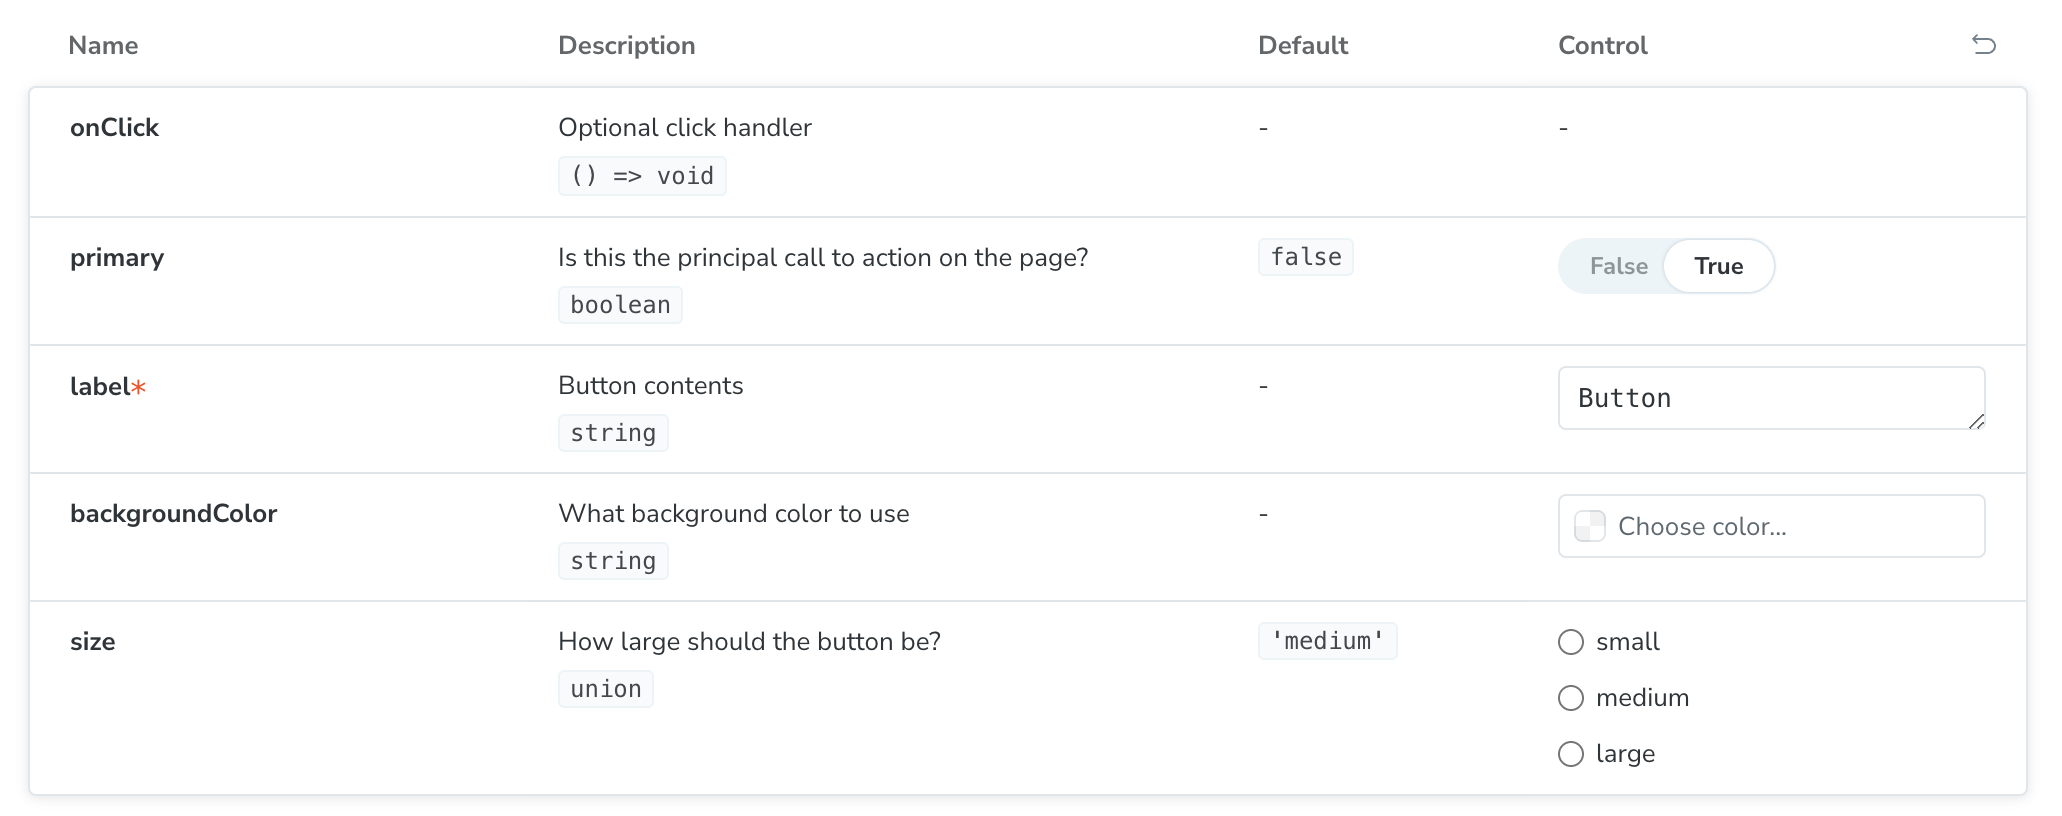 Name Description Default Control
onClick Optional click handler - -
() => void
primary Is this the principal call to action on the page? false False True
boolean
label* Button contents - Button
string
backgroundColor What background color to use - Choose color...
string
size How large should the button be? 'medium' small
union
medium
large